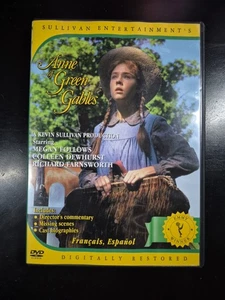 SULLIVAN ENTERTAINMENT'S
Anne
of
Green
Gables
A KEVIN SULLIVAN PRODUCTION
Starring
MEGAN FOLLOWS
COLLEEN DEWHURST
RICHARD FARNSWORTH
Includes:
• Director's commentary
• Missing scenes
• Cast biographies
Français, Español
DVD
DIGITALLY RESTORED